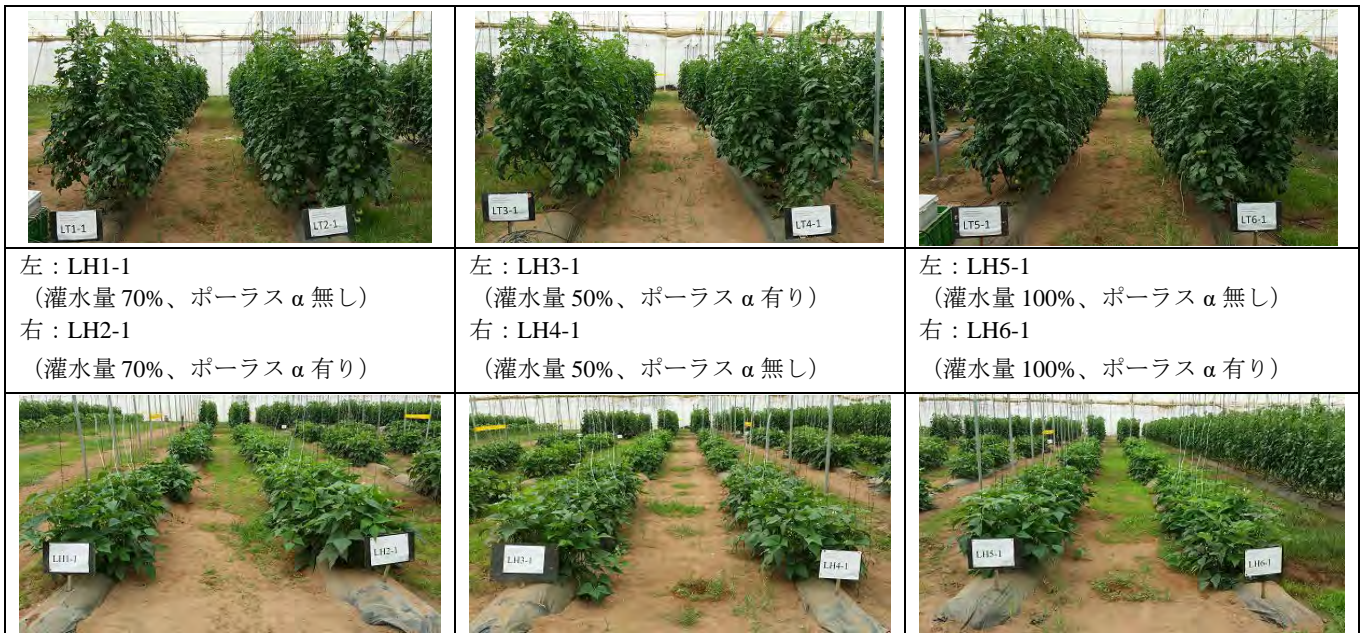 LT1-1
LT2-1
LT3-1
LT4-1
LT5-1
LT6-1
左：LH1-1
（灌水量 70%、ポーラス α 無し）
右：LH2-1
（灌水量 70%、ポーラス α 有り）
左：LH3-1
（灌水量 50%、ポーラス α 有り）
右：LH4-1
（灌水量 50%、ポーラス α 無し）
左：LH5-1
（灌水量 100%、ポーラス α 無し）
右：LH6-1
（灌水量 100%、ポーラス α 有り）
LH1-1
LH2-1
LH3-1
LH4-1
LH5-1
LH6-1